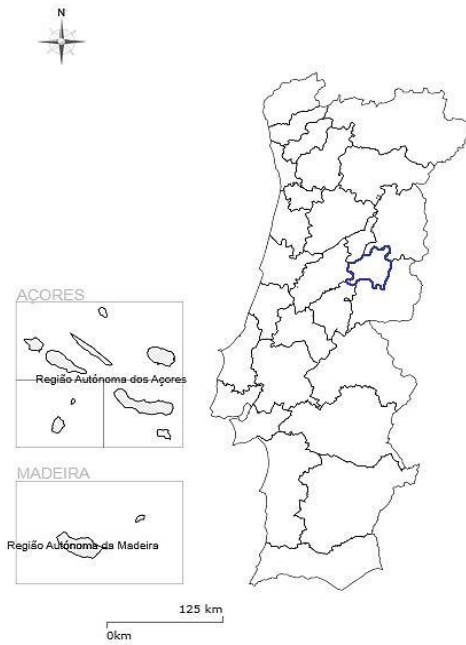 N
AÇORES
Região Autónoma dos Açores
MADEIRA
Região Autónoma da Madeira
125 km
0km